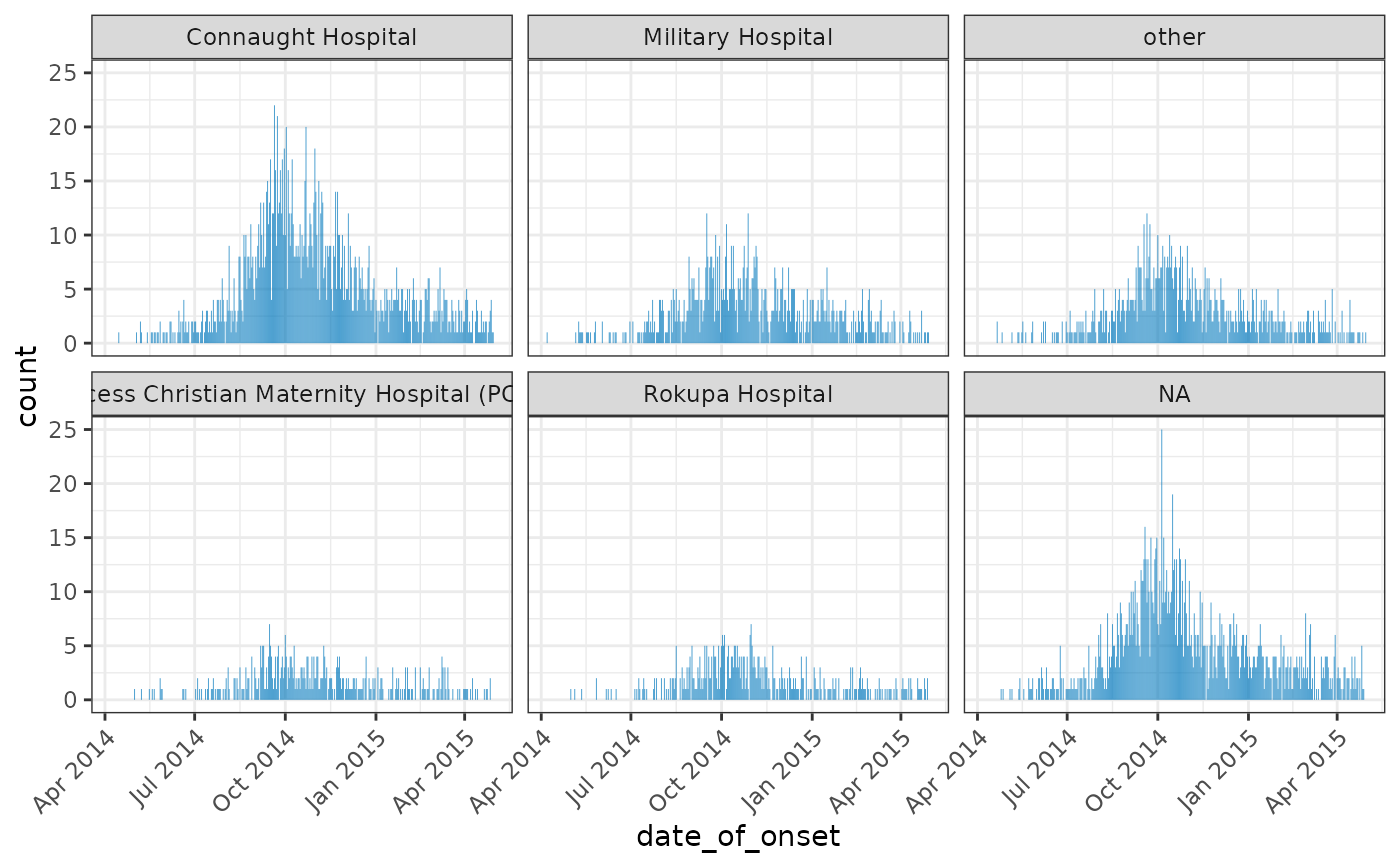 Connaught Hospital
Military Hospital
other
25
20
15
10
5
0
count
cess Christian Maternity Hospital (PC
Rokupa Hospital
NA
25
20
15
10
5
0
Apr 2014
Jul 2014
Oct 2014
Jan 2015
Apr 2015
Apr 2014
Jul 2014
Oct 2014
Jan 2015
Apr 2015
Apr 2014
Jul 2014
Oct 2014
Jan 2015
Apr 2015
date_of_onset